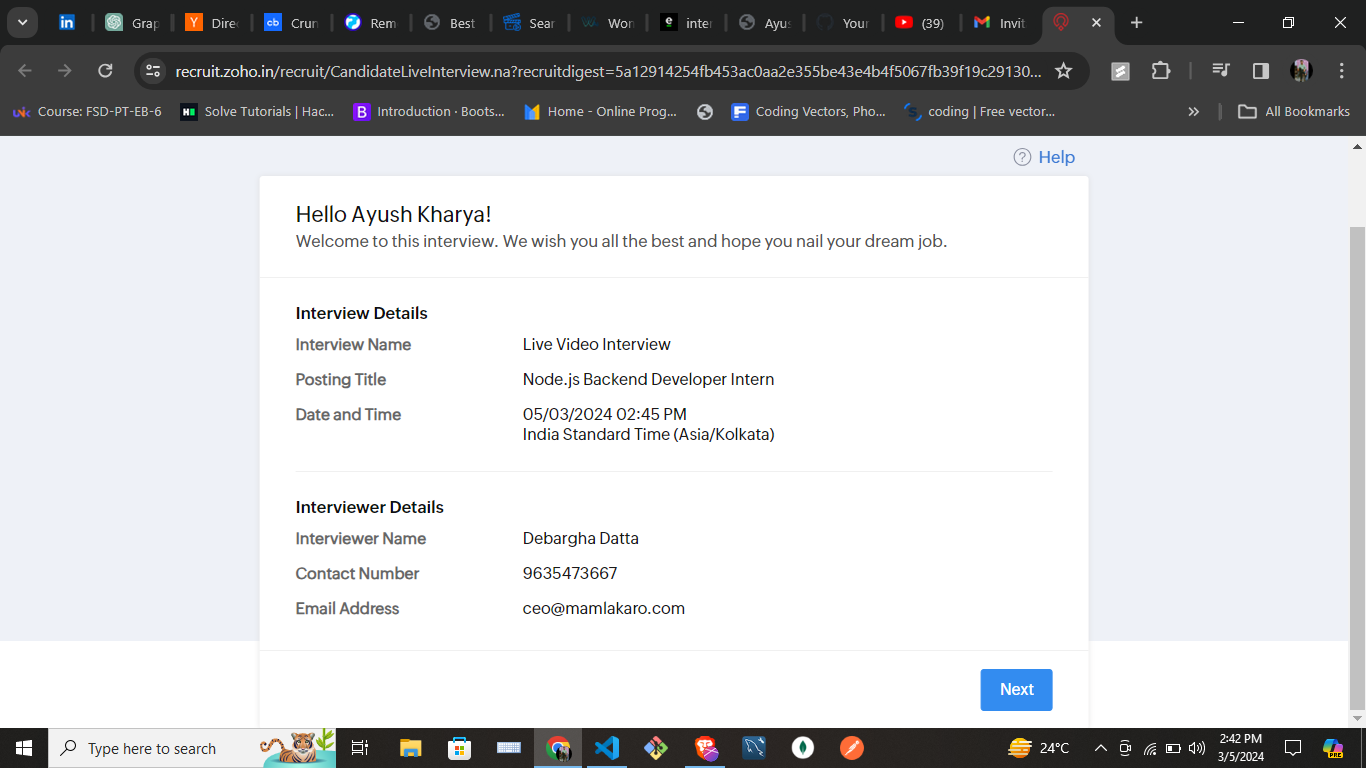 in
Grap
Y
Direc
cb
Crun
Rem
Best
Sear
Won
e
inter
Ayus
Your
(39)
Invit
recruit.zoho.in/recruit/CandidateLiveInterview.na?recruitdigest=5a12914254fb453ac0aa2e355be43e4b4f5067fb39f19c29130...
Course: FSD-PT-EB-6
Solve Tutorials | Hac...
B
Introduction · Boots...
Home - Online Prog...
Coding Vectors, Pho...
coding | Free vector...
All Bookmarks
Help
Hello Ayush Kharya!
Welcome to this interview. We wish you all the best and hope you nail your dream job.
Interview Details
Interview Name Live Video Interview
Posting Title Node.js Backend Developer Intern
Date and Time 05/03/2024 02:45 PM
India Standard Time (Asia/Kolkata)
Interviewer Details
Interviewer Name Debargha Datta
Contact Number 9635473667
Email Address ceo@mamlakaro.com
Next
Type here to search
24°C
2:42 PM
3/5/2024
PRE